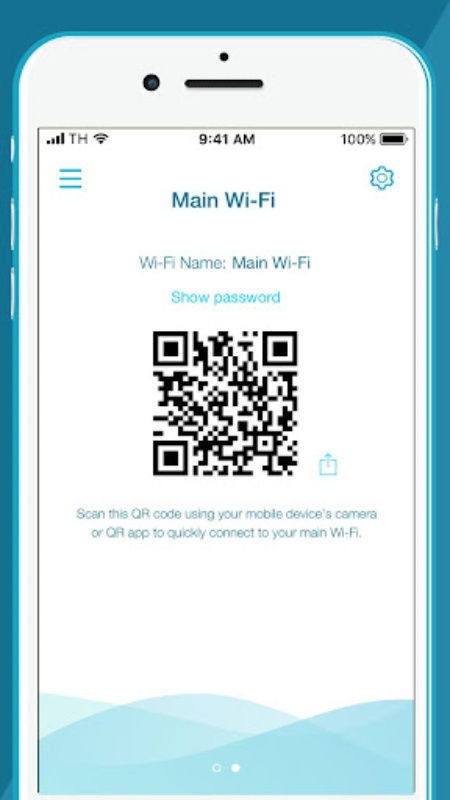 TH 9:41 AM 100%
Main Wi-Fi
Wi-Fi Name: Main Wi-Fi
Show password
Scan this QR code using your mobile device's camera
or QR app to quickly connect to your main Wi-Fi.